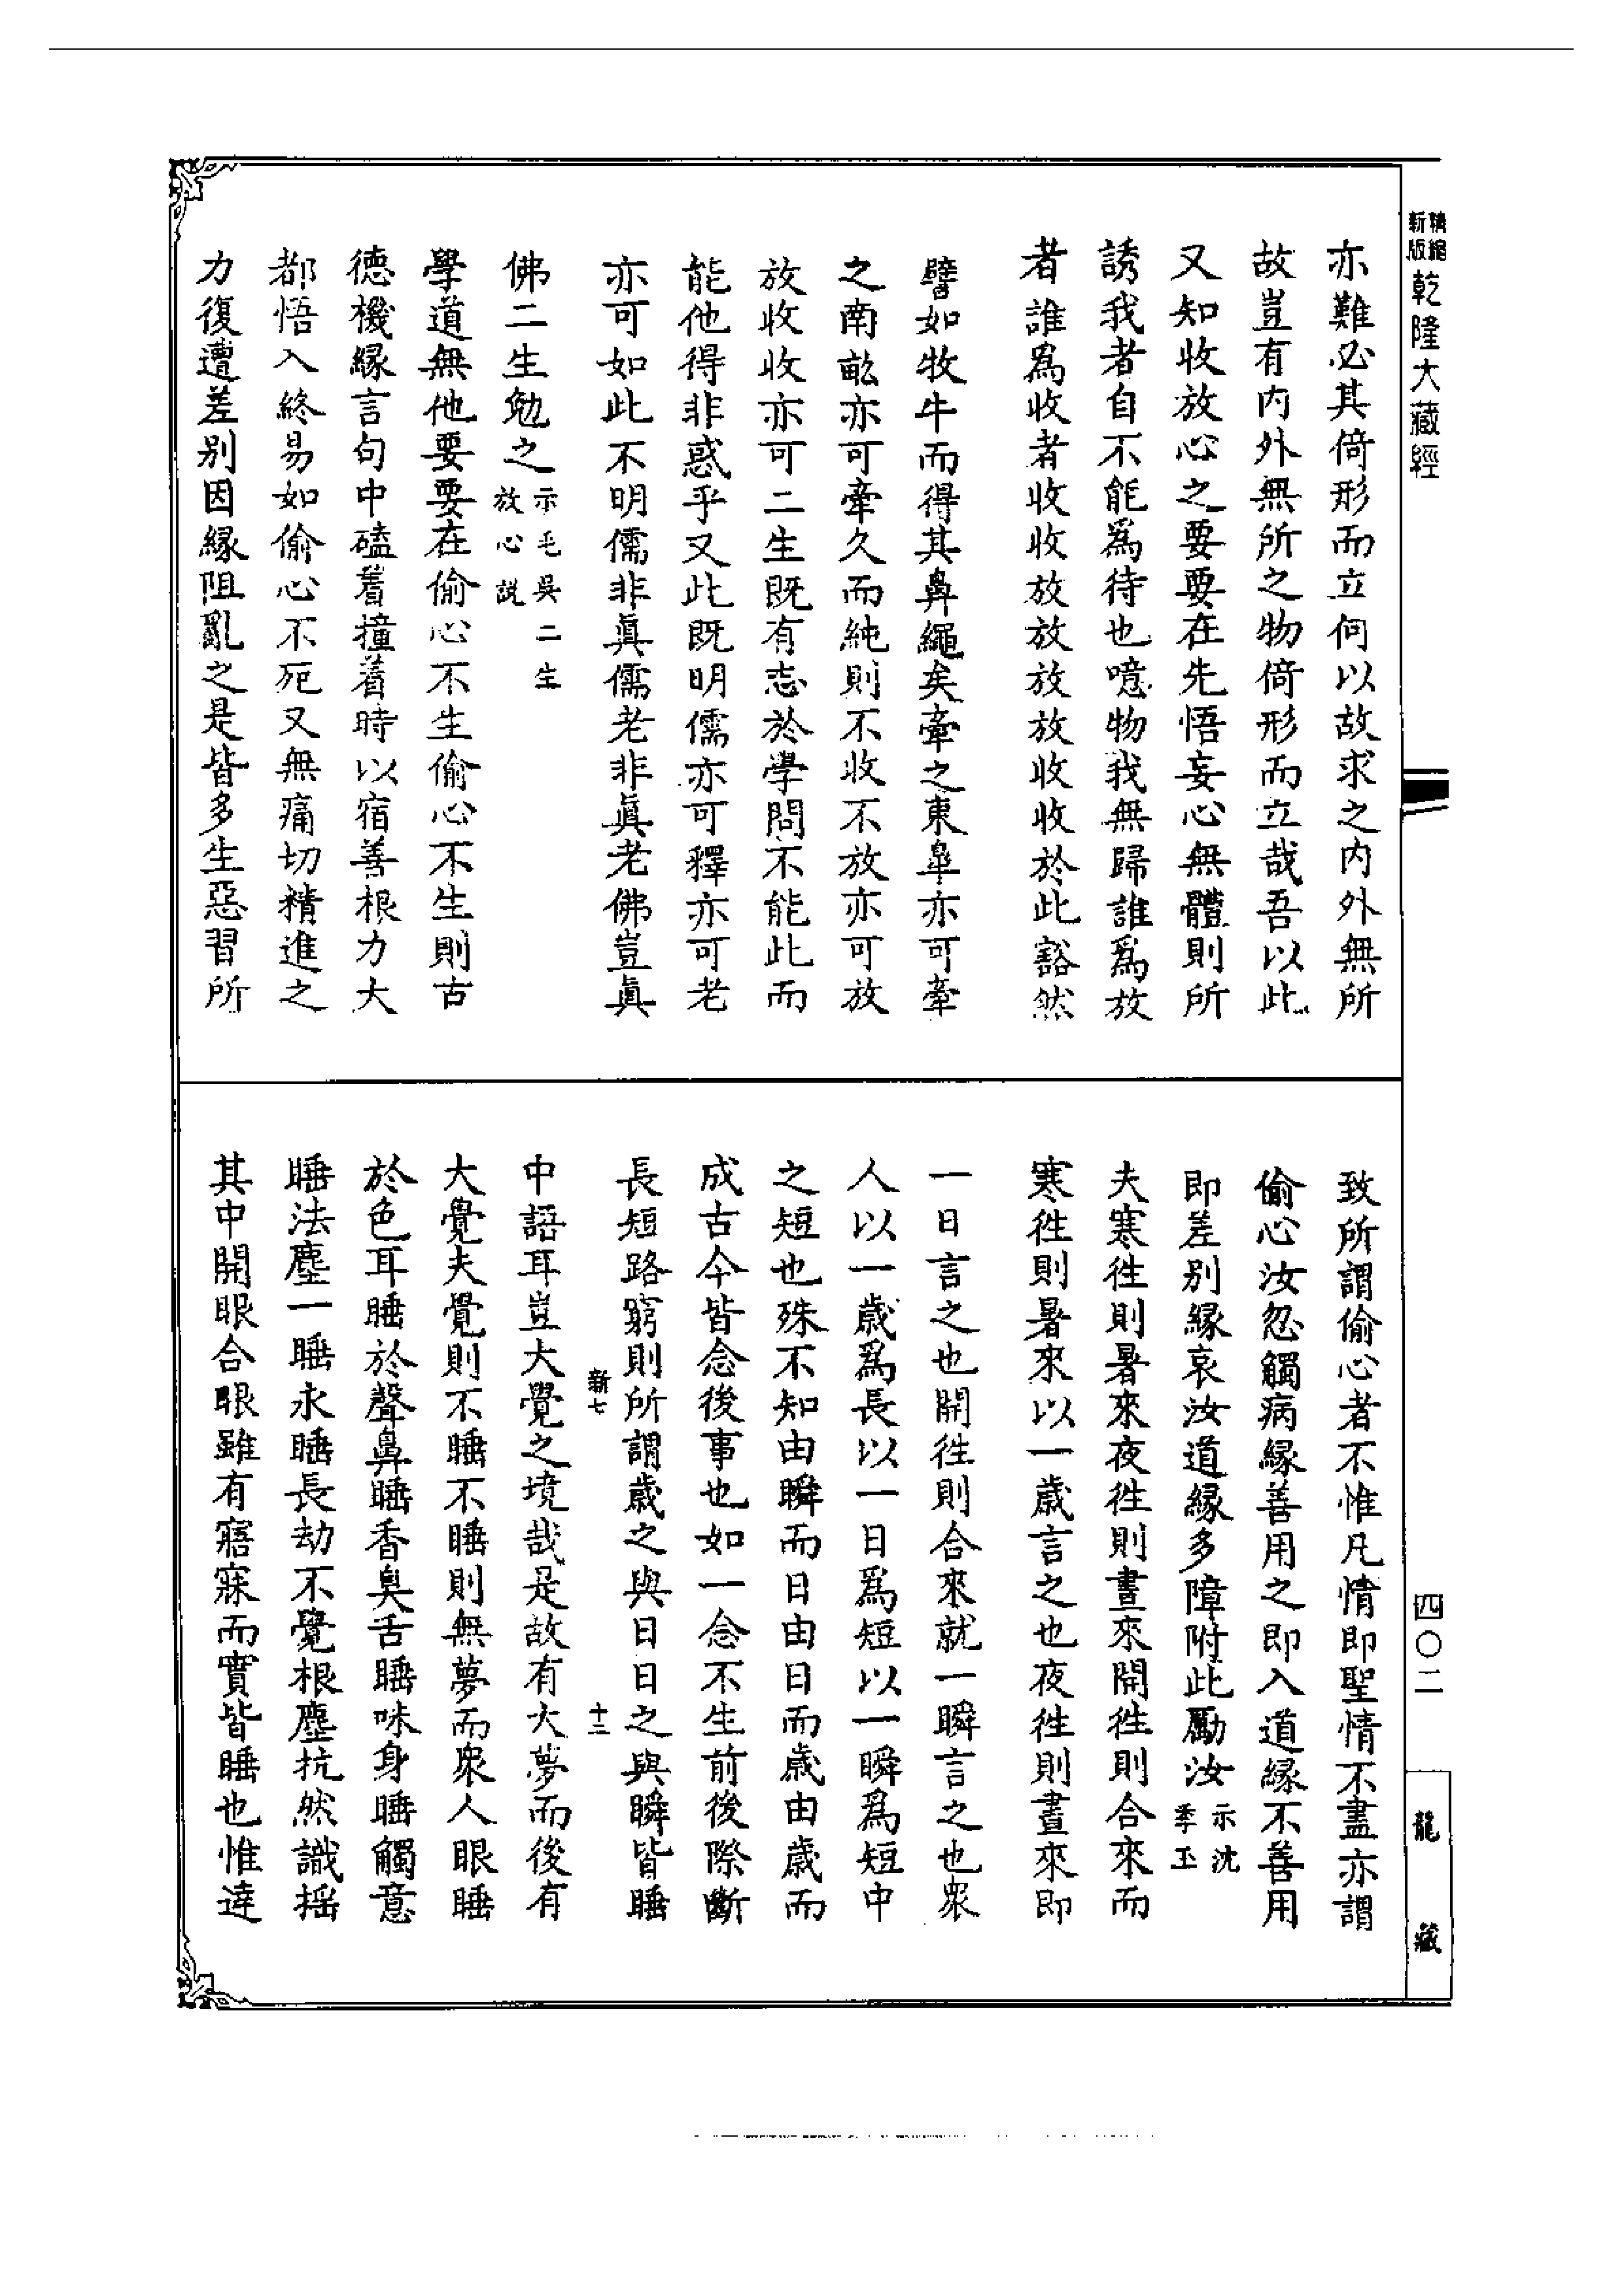 新版精縮乾隆大藏經
亦難必其倚形而立何以故求之内外無所
故豈有内外無所之物倚形而立哉吾以此
又知收放心之要要在先悟妄心無體則所
誘我者自不能爲待也噫物我無歸誰爲放
者誰爲收者收收放放放放收收於此豁然
譬如牧牛而得其鼻繩矣牽之東臯亦可牽
之南畝亦可牽久而純則不收不放亦可放
放收收亦可二生既有志於學問不能此而
能他得非惑乎又此既明儒亦可釋亦可老
亦可如此不明儒非眞儒老非眞老佛豈眞
佛二生勉之示毛吳二生放心説
學道無他要要在偷心不生偷心不生則古
德機縁言句中磕着撞着時以宿善根力大
都悟入終易如偷心不死又無痛切精進之
力復遭差别因縁阻亂之是皆多生惡習所
致所謂偷心者不惟凡情即聖情不盡亦謂
偷心汝忽觸病縁善用之即入道縁不善用
即差别縁哀汝道縁多障附此勵汝示沈季玉
夫寒徃則暑來夜徃則晝來開徃則合來而
寒徃則暑來以一歲言之也夜徃則晝來即
一日言之也開徃則合來就一瞬言之也衆
人以一歲爲長以一日爲短以一瞬爲短中
之短也殊不知由瞬而日由日而歲由歲而
成古今皆念後事也如一念不生前後際斷
長短路窮則所謂歲之與日日之與瞬皆睡
新七
十二
中語耳豈大覺之境哉是故有大夢而後有
大覺夫覺則不睡不睡則無夢而衆人眼睡
於色耳睡於聲鼻睡香臭舌睡味身睡觸意
睡法塵一睡永睡長劫不覺根塵抗然識揺
其中開眼合眼雖有寤寐而實皆睡也惟達
四〇二
龍藏